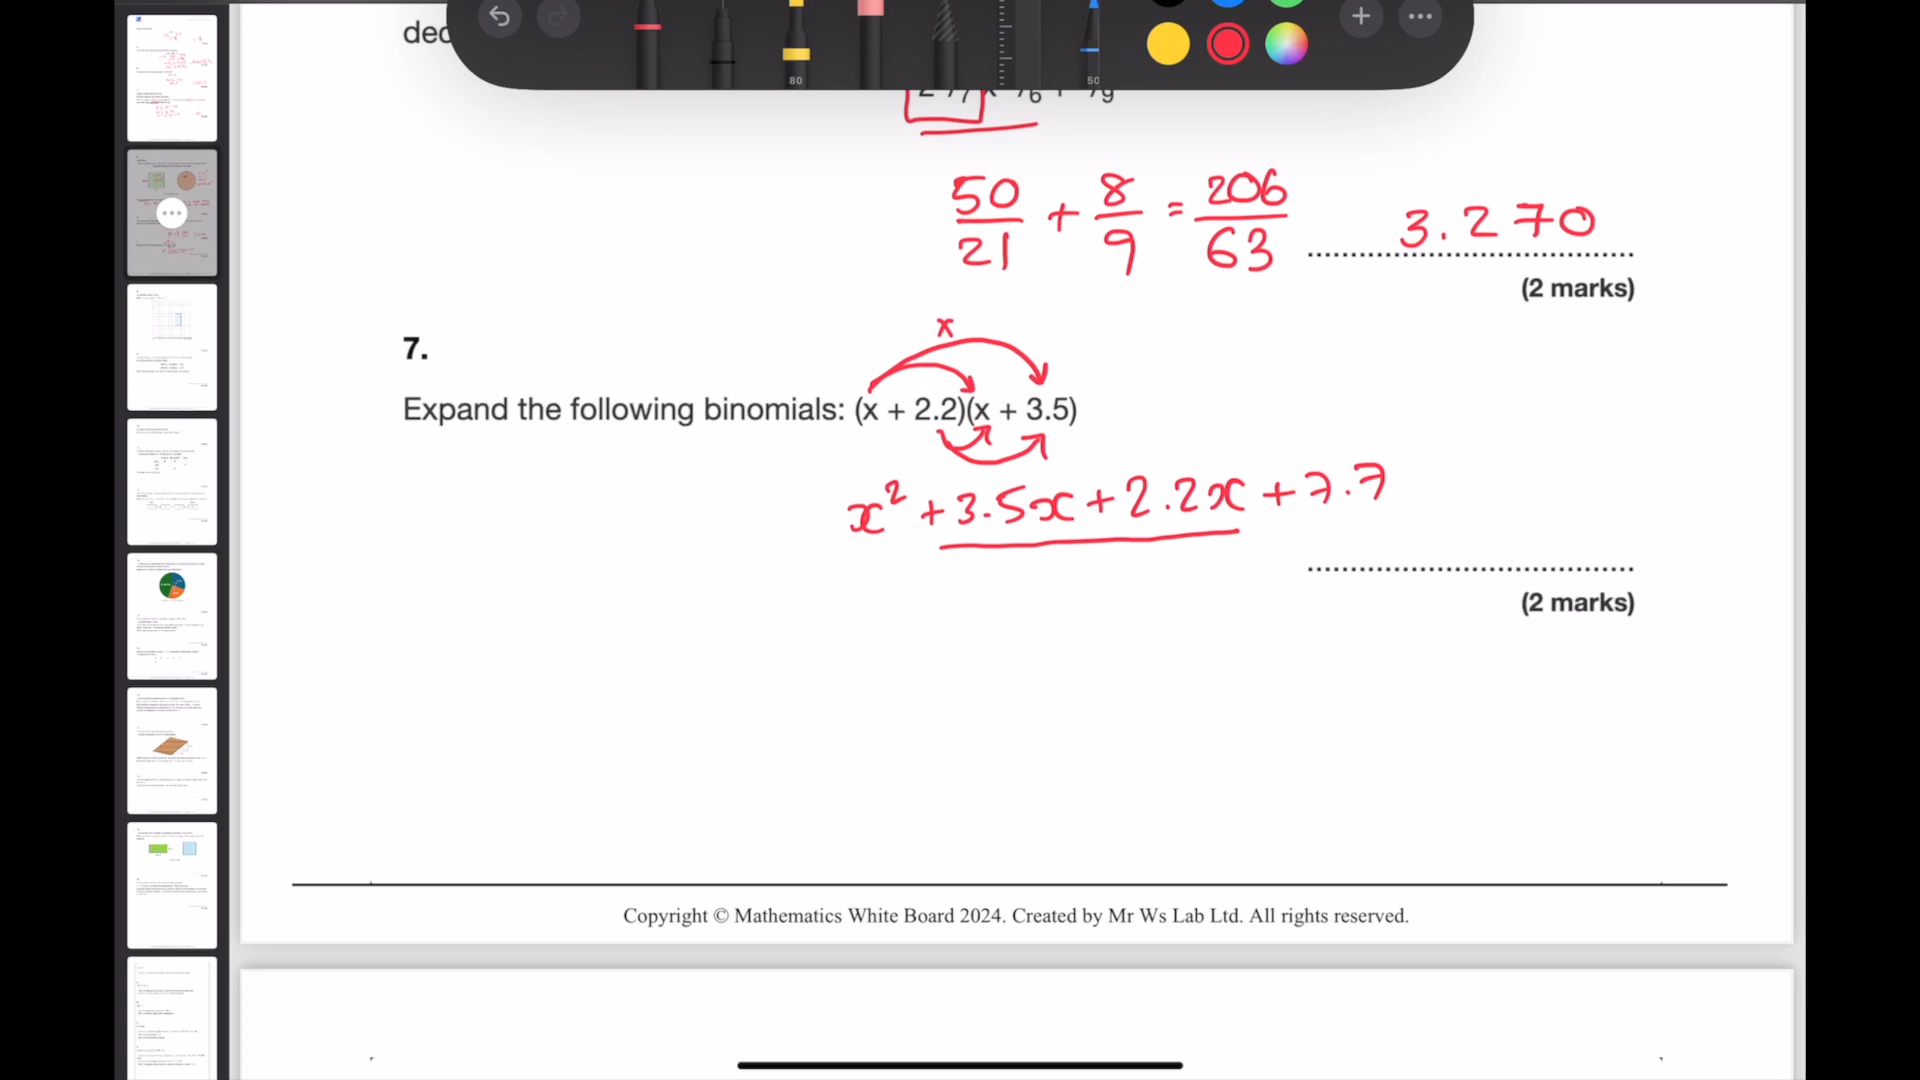 dec
80
50
50/21 + 8/9 = 206/63
3.270
(2 marks)
7.
x
Expand the following binomials: (x + 2.2)(x + 3.5)
x² + 3.5x + 2.2x + 7.7
(2 marks)
Copyright © Mathematics White Board 2024. Created by Mr Ws Lab Ltd. All rights reserved.